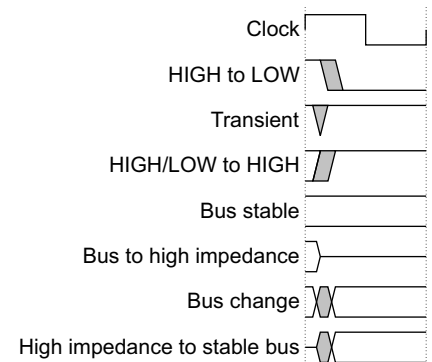 Clock
HIGH to LOW
Transient
HIGH/LOW to HIGH
Bus stable
Bus to high impedance
Bus change
High impedance to stable bus